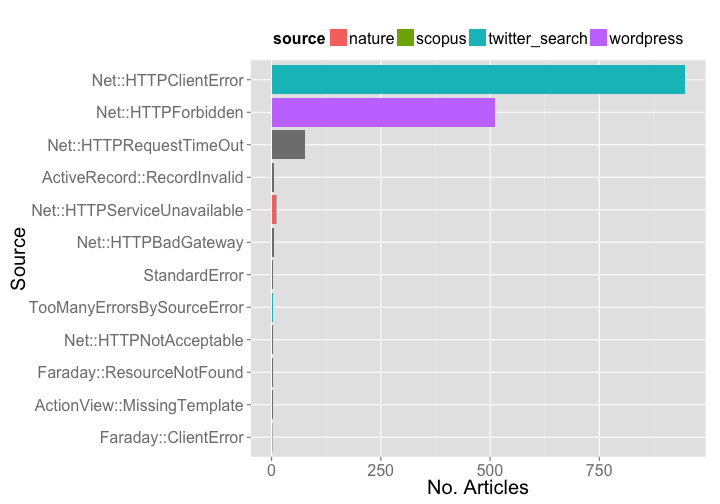 source nature scopus twitter_search wordpress
Net::HTTPClientError
Net::HTTPForbidden
Net::HTTPRequestTimeOut
ActiveRecord::RecordInvalid
Net::HTTPServiceUnavailable
Net::HTTPBadGateway
StandardError
TooManyErrorsBySourceError
Net::HTTPNotAcceptable
Faraday::ResourceNotFound
ActionView::MissingTemplate
Faraday::ClientError
Source
0 250 500 750
No. Articles